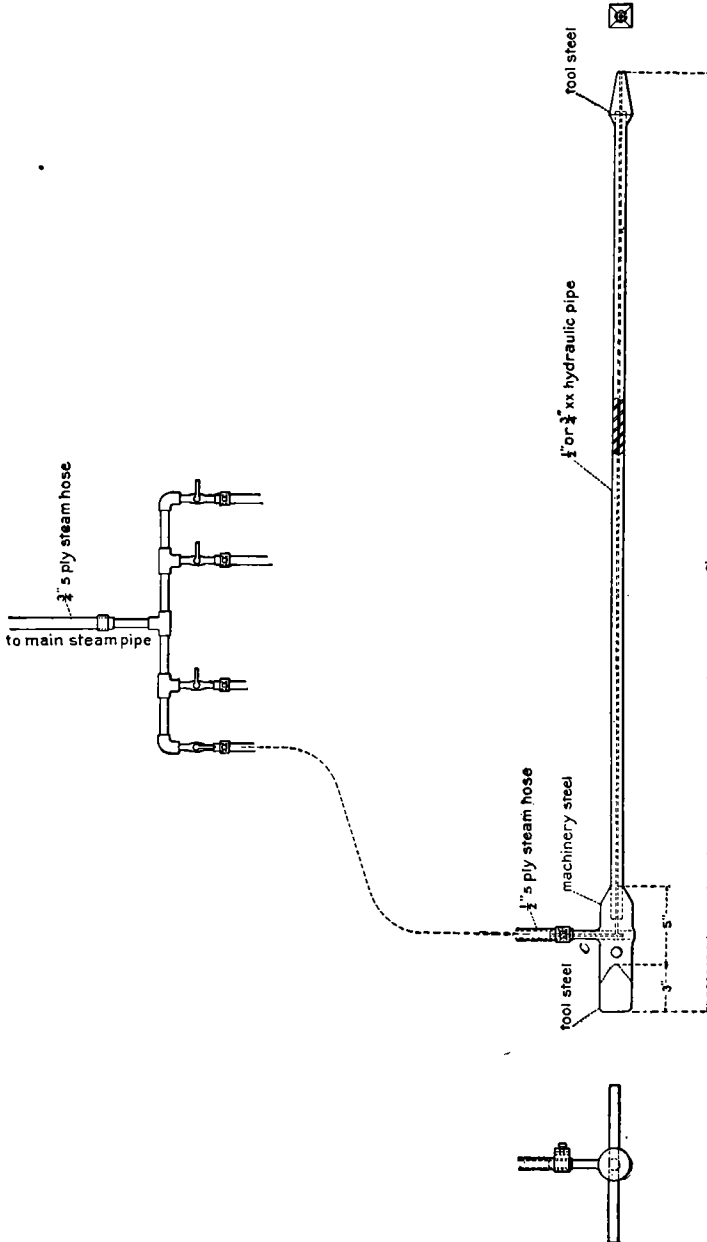 tool steel
½" or ¾" xx hydraulic pipe
¾" 5 ply steam hose
to main steam pipe
½" 5 ply steam hose
machinery steel
C
tool steel
5"
3"